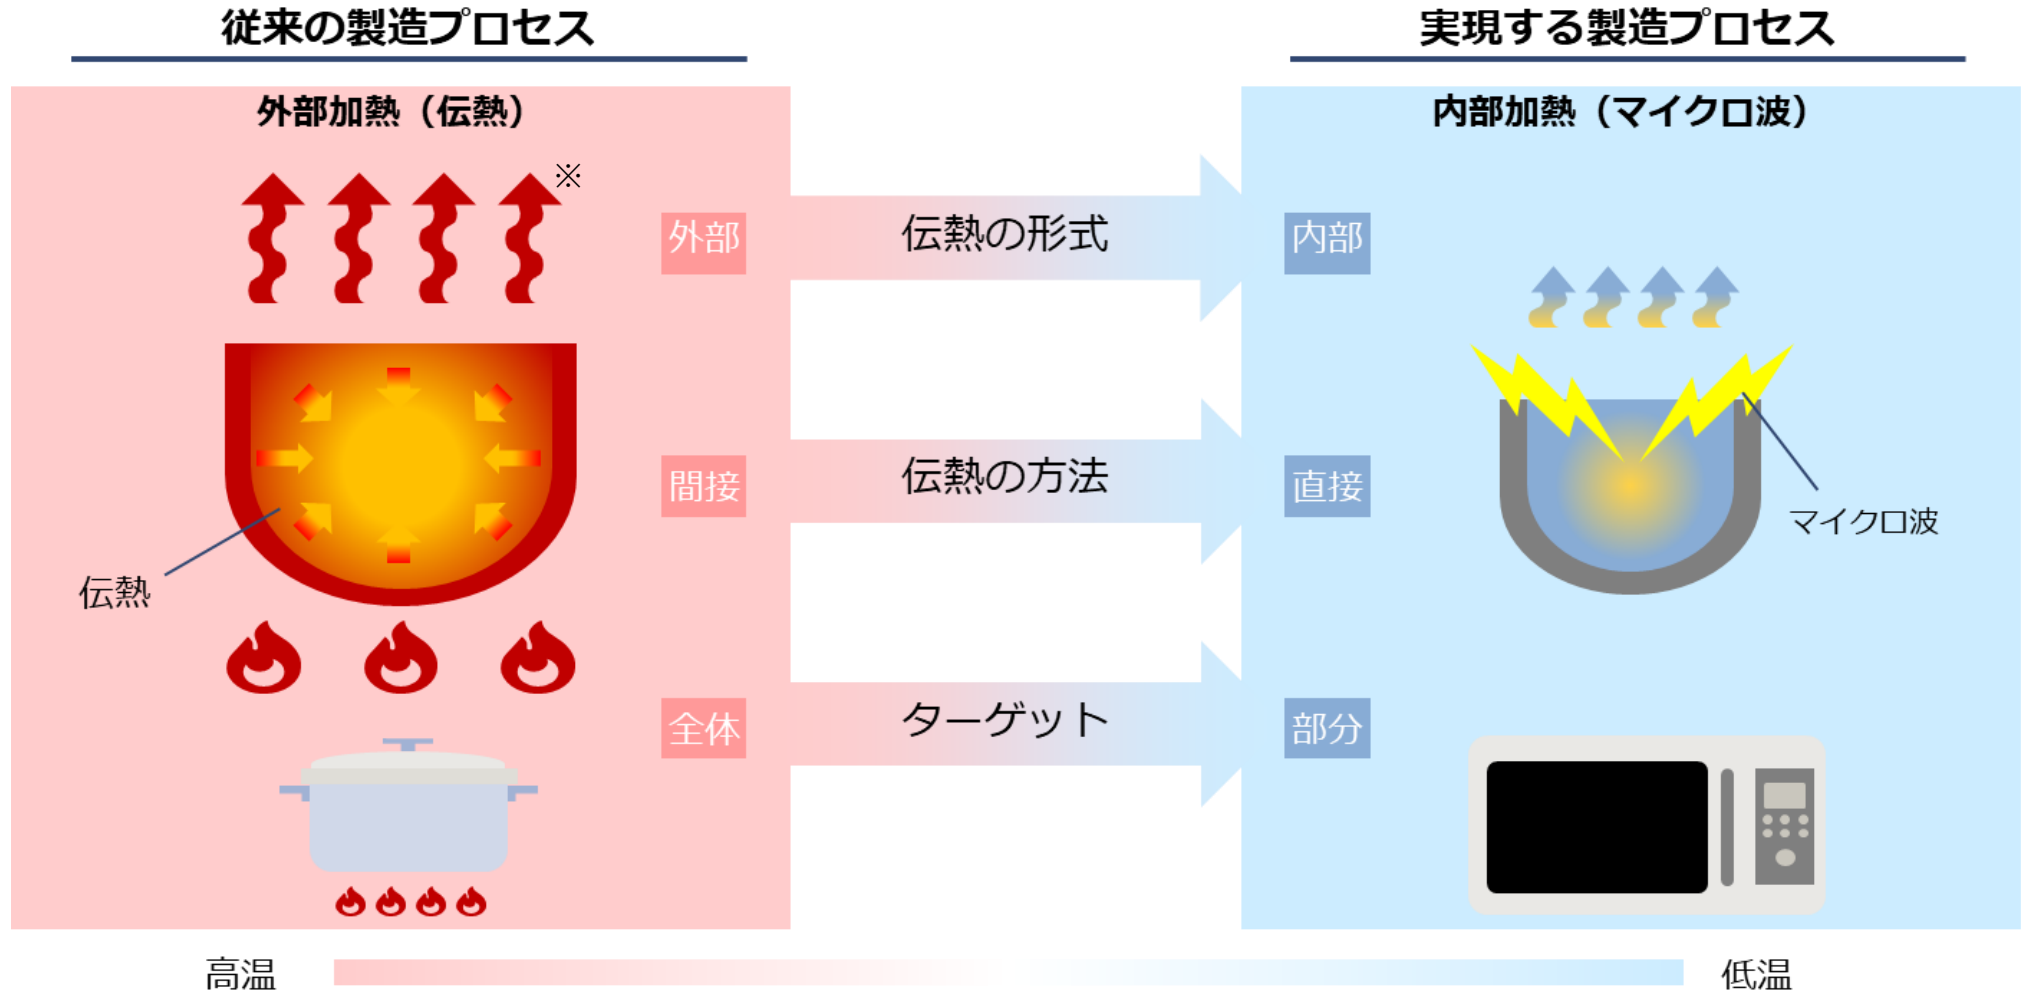 従来の製造プロセス
実現する製造プロセス
外部加熱（伝熱）
内部加熱（マイクロ波）
※
外部
伝熱の形式
内部
間接
伝熱の方法
直接
マイクロ波
伝熱
全体
ターゲット
部分
高温
低温